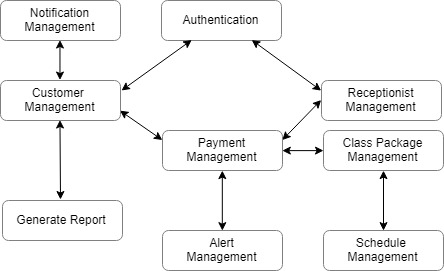 Notification
Management
Authentication
Customer
Management
Receptionist
Management
Payment
Management
Class Package
Management
Generate Report
Alert
Management
Schedule
Management